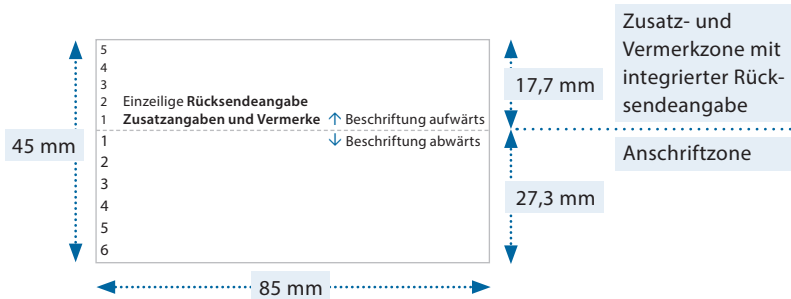 5
4
3
2 Einzeilige Rücksendeangabe
1 Zusatzangaben und Vermerke ↑ Beschriftung aufwärts
1 ↓ Beschriftung abwärts
2
3
4
5
6
45 mm
85 mm
17,7 mm
27,3 mm
Zusatz- und
Vermerkzone mit
integrierter Rück-
sendeangabe
Anschriftzone